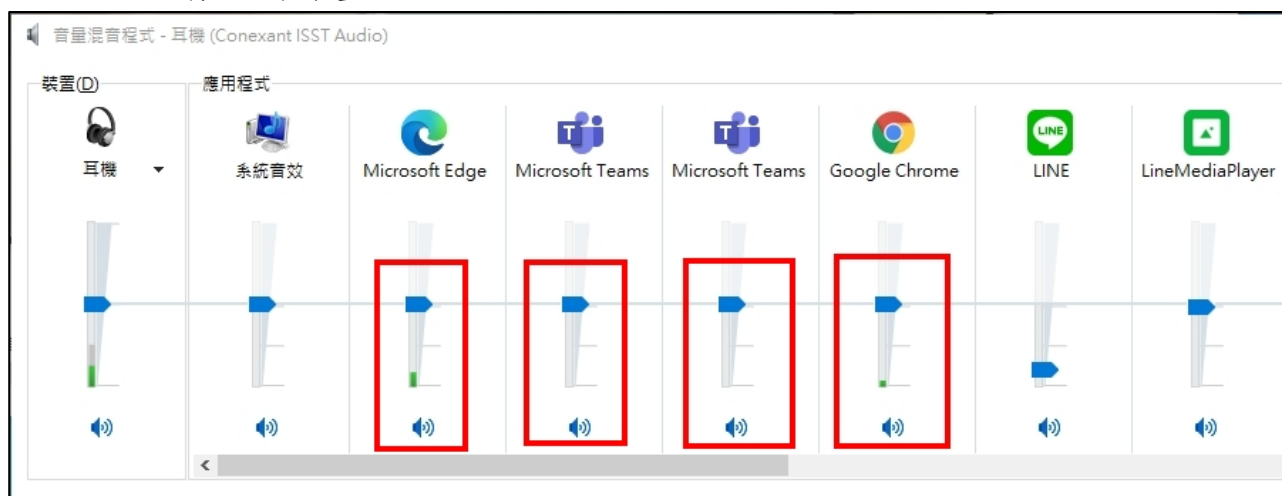 音量混音程式 - 耳機 (Conexant ISST Audio)
裝置(D)
應用程式
耳機
系統音效
Microsoft Edge
Microsoft Teams
Microsoft Teams
Google Chrome
LINE
LINE
LineMediaPlayer